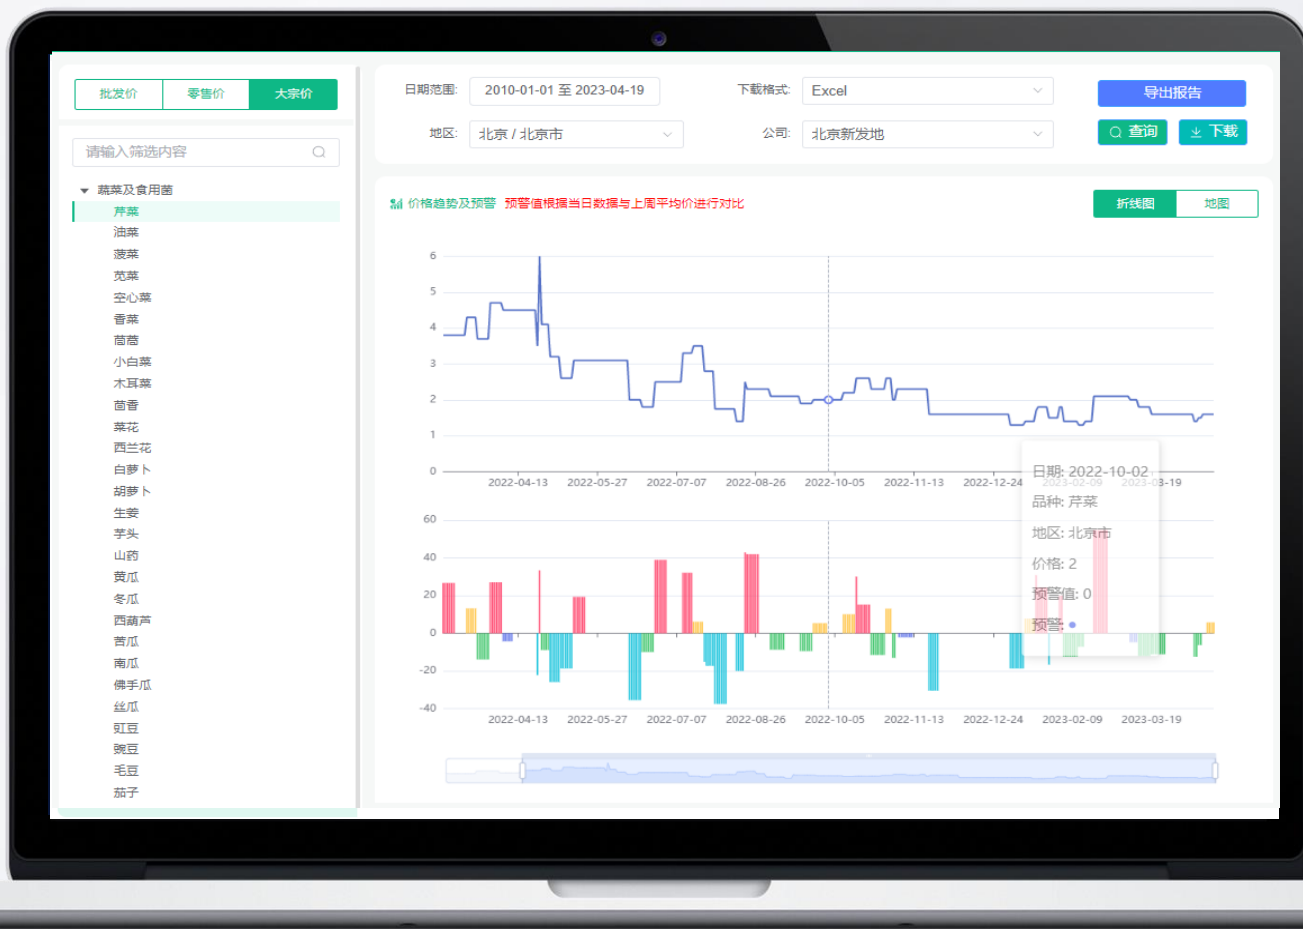 批发价 零售价 大宗价
请输入筛选内容
蔬菜及食用菌
芹菜
油菜
菠菜
苋菜
空心菜
香菜
茼蒿
小白菜
木耳菜
茴香
菜花
西兰花
白萝卜
胡萝卜
生姜
芋头
山药
黄瓜
冬瓜
西葫芦
苦瓜
南瓜
佛手瓜
丝瓜
豇豆
豌豆
毛豆
茄子
日期范围: 2010-01-01 至 2023-04-19 下载格式: Excel 导出报告
地区: 北京 / 北京市 公司: 北京新发地 查询 下载
价格趋势及预警 预警值根据当日数据与上周平均价进行对比 折线图 地图
6
5
4
3
2
1
0
2022-04-13 2022-05-27 2022-07-07 2022-08-26 2022-10-05 2022-11-13 2022-12-24 2023-02-09 2023-03-19
日期: 2022-10-02
品种: 芹菜
地区: 北京市
价格: 2
预警值: 0
预警:
60
40
20
0
-20
-40
2022-04-13 2022-05-27 2022-07-07 2022-08-26 2022-10-05 2022-11-13 2022-12-24 2023-02-09 2023-03-19